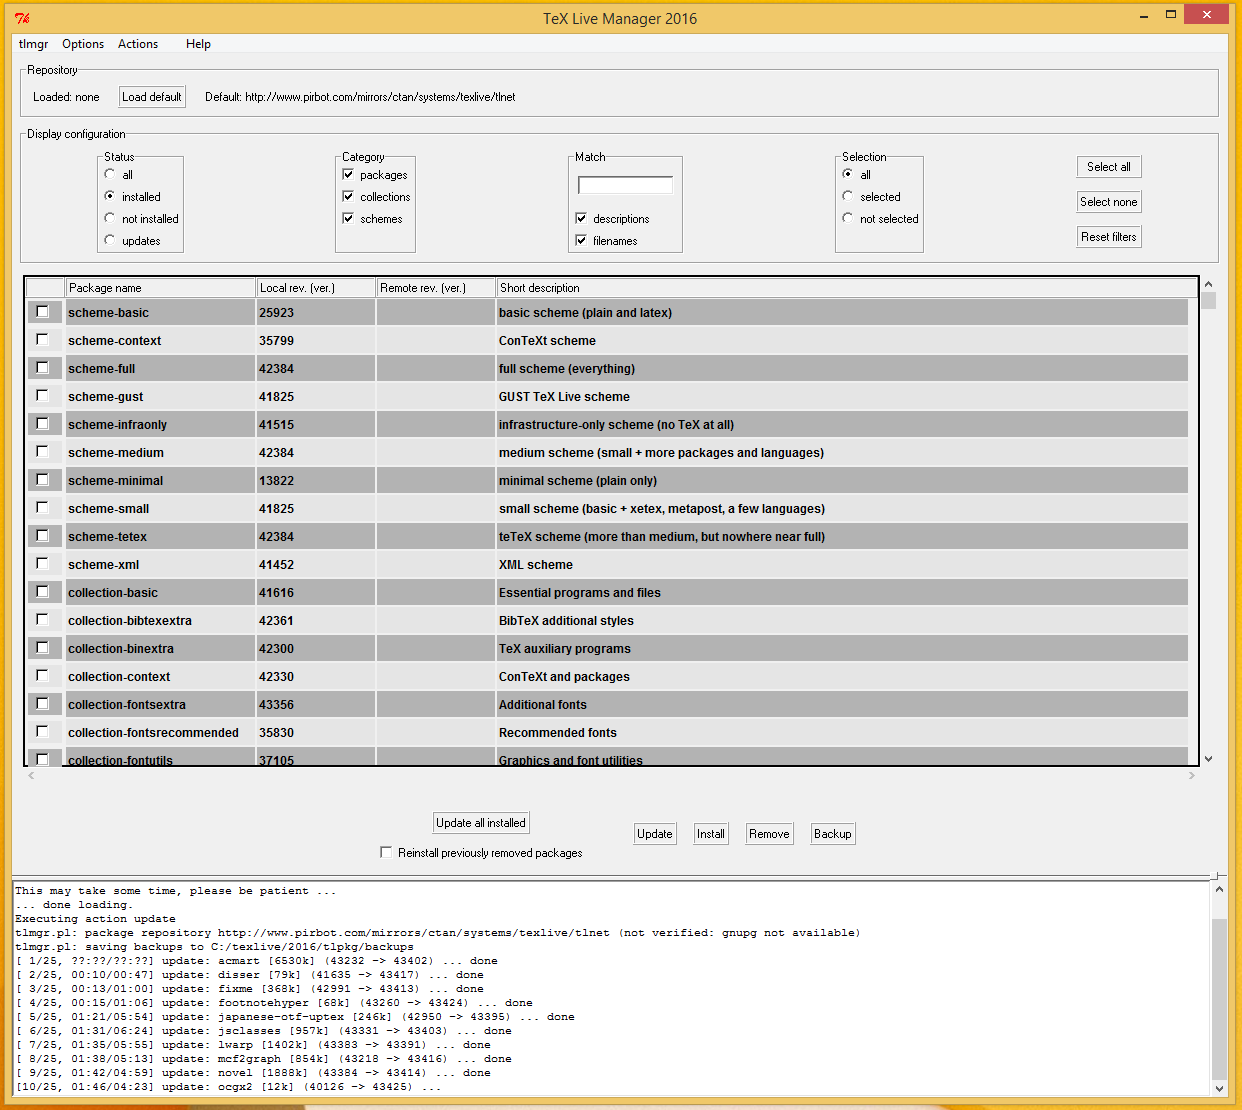 TeX Live Manager 2016
tlmgr Options Actions Help
Repository
Loaded: none Load default Default: http://www.pirbot.com/mirrors/ctan/systems/texlive/tlnet
Display configuration
Status Category Match Selection
all packages all Select all
installed collections selected Select none
not installed schemes descriptions not selected
updates filenames Reset filters
Package name Local rev. (ver.) Remote rev. (ver.) Short description
scheme-basic 25923 basic scheme (plain and latex)
scheme-context 35799 ConTeXt scheme
scheme-full 42384 full scheme (everything)
scheme-gust 41825 GUST TeX Live scheme
scheme-infraonly 41515 infrastructure-only scheme (no TeX at all)
scheme-medium 42384 medium scheme (small + more packages and languages)
scheme-minimal 13822 minimal scheme (plain only)
scheme-small 41825 small scheme (basic + xetex, metapost, a few languages)
scheme-tetex 42384 teTeX scheme (more than medium, but nowhere near full)
scheme-xml 41452 XML scheme
collection-basic 41616 Essential programs and files
collection-bibtexextra 42361 BibTeX additional styles
collection-binextra 42300 TeX auxiliary programs
collection-context 42330 ConTeXt and packages
collection-fontsextra 43356 Additional fonts
collection-fontsrecommended 35830 Recommended fonts
collection-fontutils 37105 Graphics and font utilities
Update all installed Update Install Remove Backup
Reinstall previously removed packages
This may take some time, please be patient ...
... done loading.
Executing action update
tlmgr.pl: package repository http://www.pirbot.com/mirrors/ctan/systems/texlive/tlnet (not verified: gnupg not available)
tlmgr.pl: saving backups to C:/texlive/2016/tlpkg/backups
[ 1/25, ??:??/??:??] update: acmart [6530k] (43232 -> 43402) ... done
[ 2/25, 00:10/00:47] update: disser [79k] (41635 -> 43417) ... done
[ 3/25, 00:13/01:00] update: fixme [368k] (42991 -> 43413) ... done
[ 4/25, 00:15/01:06] update: footnotehyper [68k] (43260 -> 43424) ... done
[ 5/25, 01:21/05:54] update: japanese-otf-uptex [246k] (42950 -> 43395) ... done
[ 6/25, 01:31/06:24] update: jsclasses [957k] (43331 -> 43403) ... done
[ 7/25, 01:35/05:55] update: lwarp [1402k] (43383 -> 43391) ... done
[ 8/25, 01:38/05:13] update: mcf2graph [854k] (43218 -> 43416) ... done
[ 9/25, 01:42/04:59] update: novel [1888k] (43384 -> 43414) ... done
[10/25, 01:46/04:23] update: ocgx2 [12k] (40126 -> 43425) ...